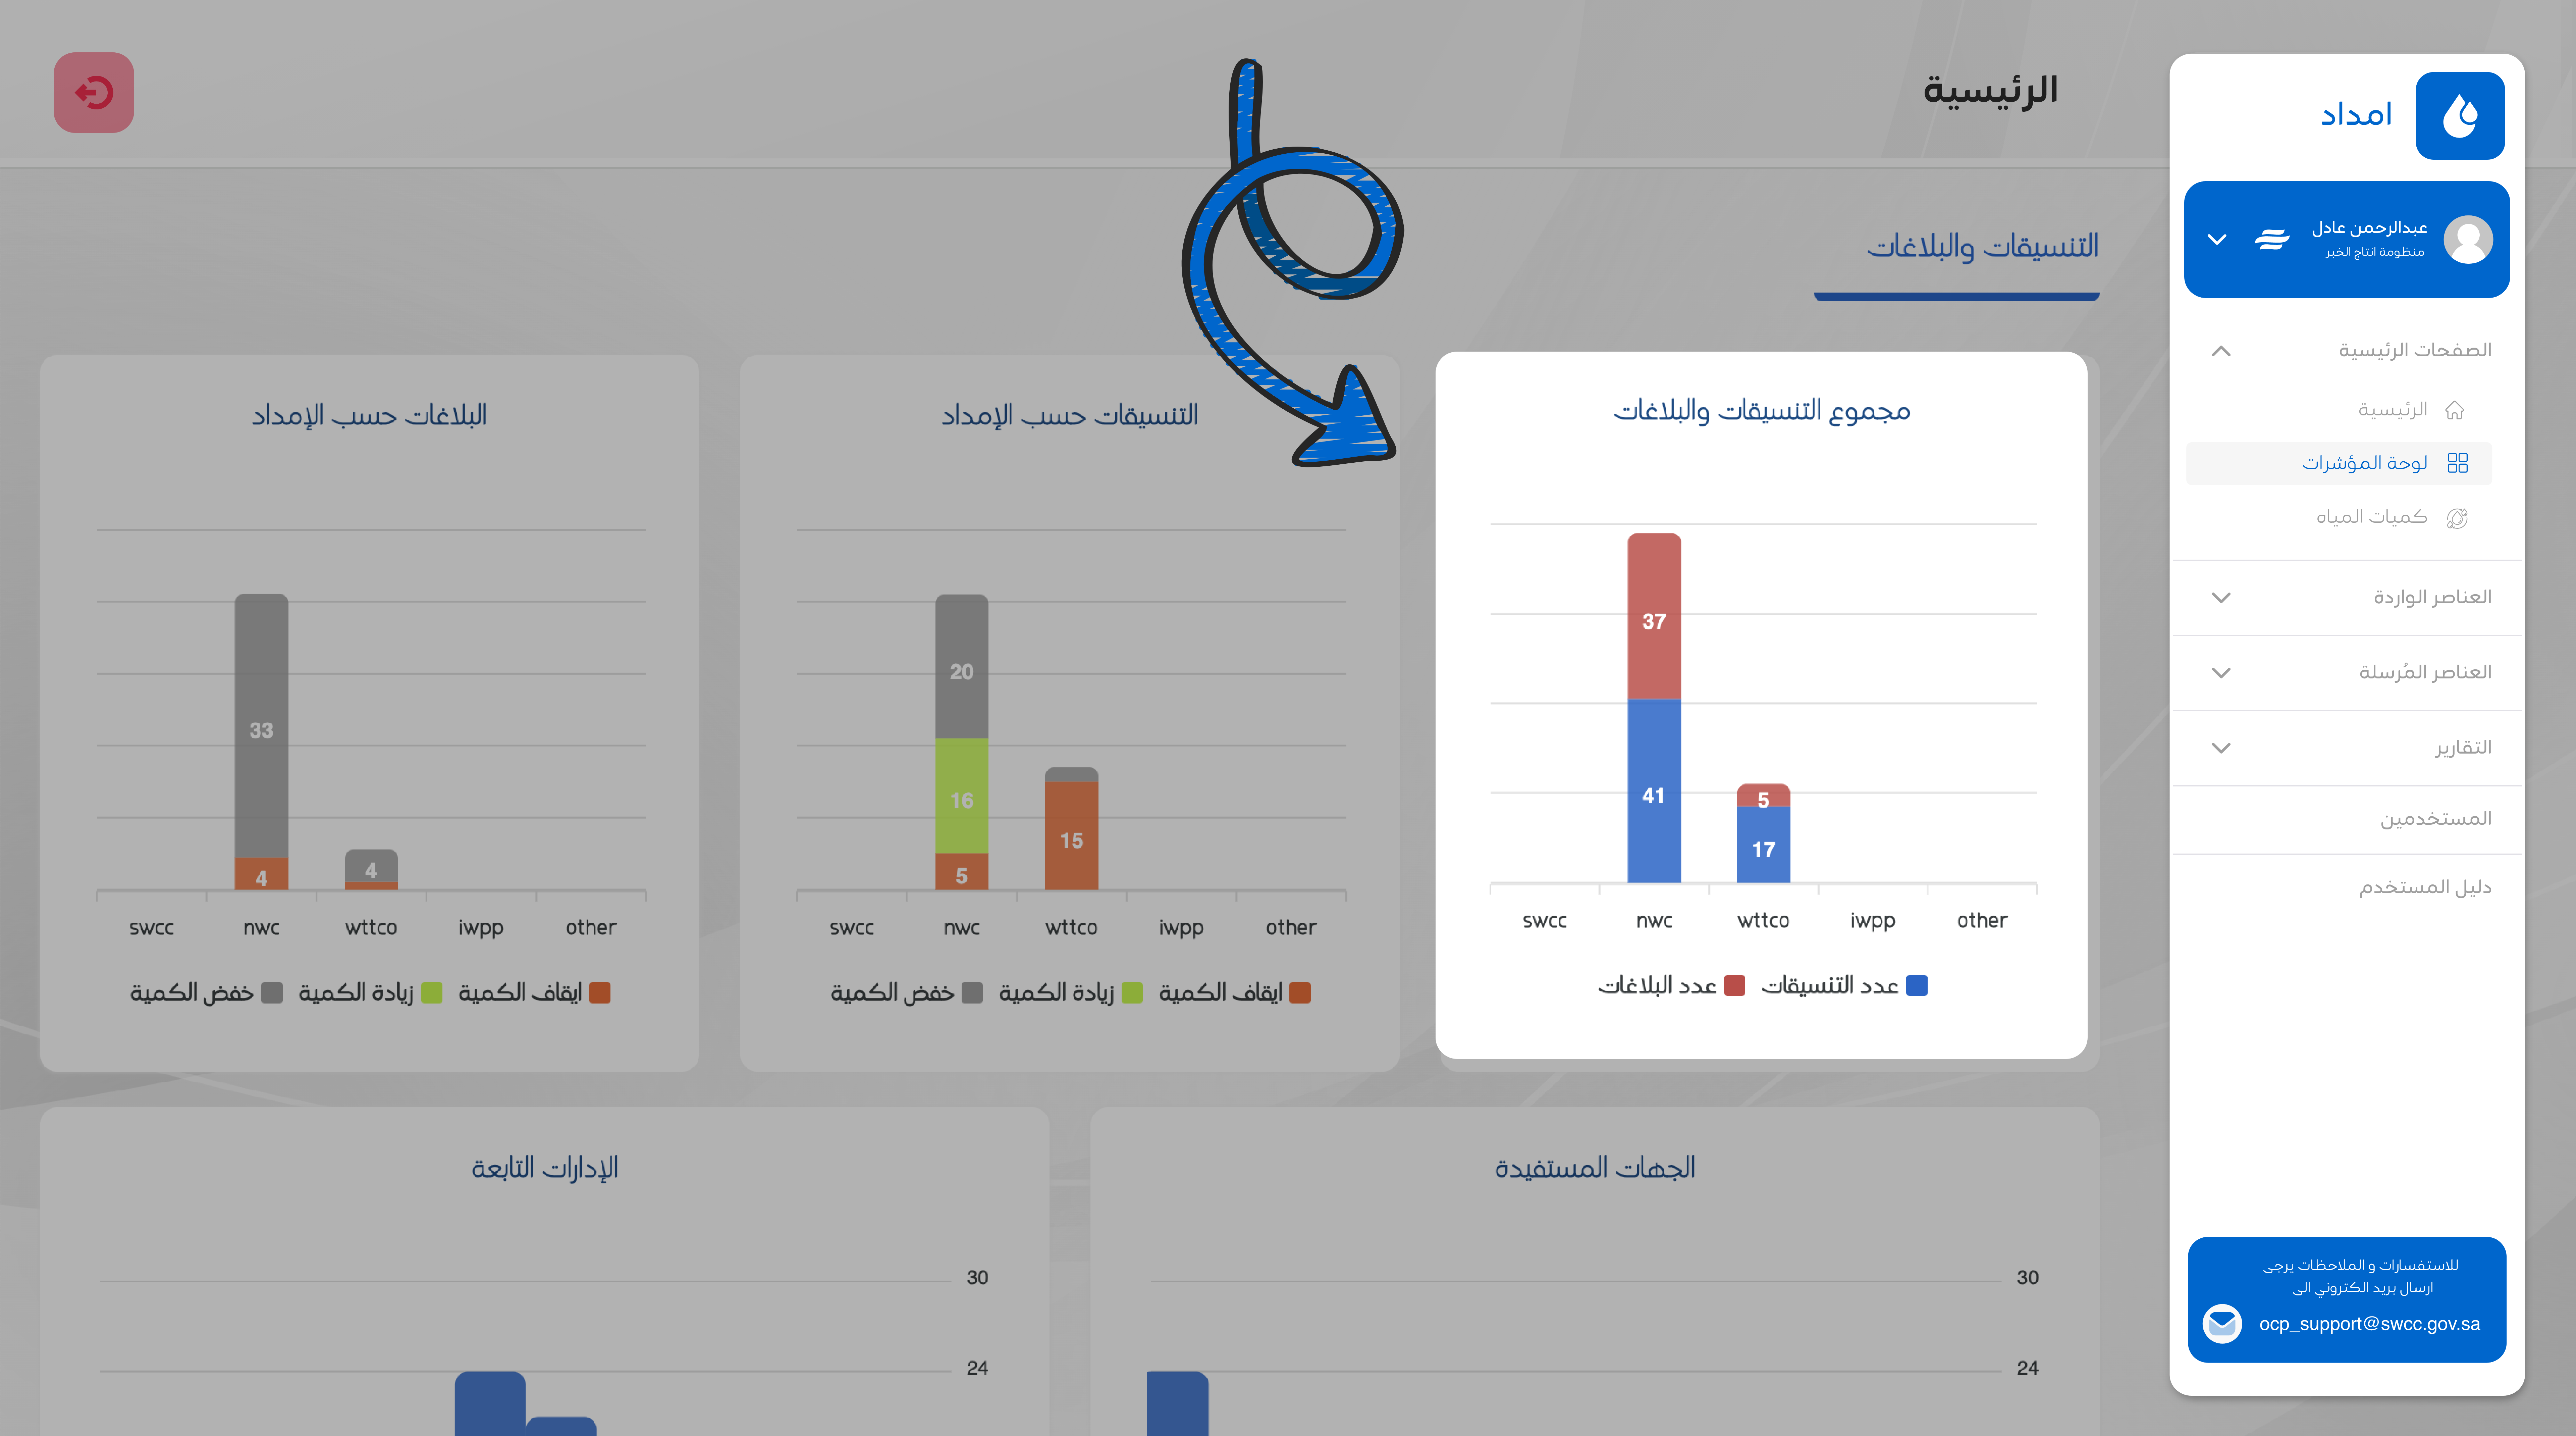 امداد
عبدالرحمن عادل
منظومة انتاج الخبر
الصفحات الرئيسية
الرئيسية
لوحة المؤشرات
كميات المياه
العناصر الواردة
العناصر المُرسلة
التقارير
المستخدمين
دليل المستخدم
للاستفسارات و الملاحظات يرجى
ارسال بريد الكتروني الى
ocp_support@swcc.gov.sa
الرئيسية
التنسيقات والبلاغات
مجموع التنسيقات والبلاغات
37
41
5
17
swcc nwc wttco iwpp other
عدد التنسيقات عدد البلاغات
التنسيقات حسب الإمداد
20
16
5
15
swcc nwc wttco iwpp other
ايقاف الكمية زيادة الكمية خفض الكمية
البلاغات حسب الإمداد
33
4
4
swcc nwc wttco iwpp other
ايقاف الكمية زيادة الكمية خفض الكمية
الجهات المستفيدة
30
24
الإدارات التابعة
30
24